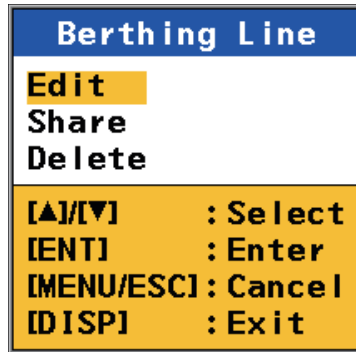 Berthing Line
Edit
Share
Delete
[▲]/[▼] :Select
[ENT] :Enter
[MENU/ESC]:Cancel
[DISP] :Exit